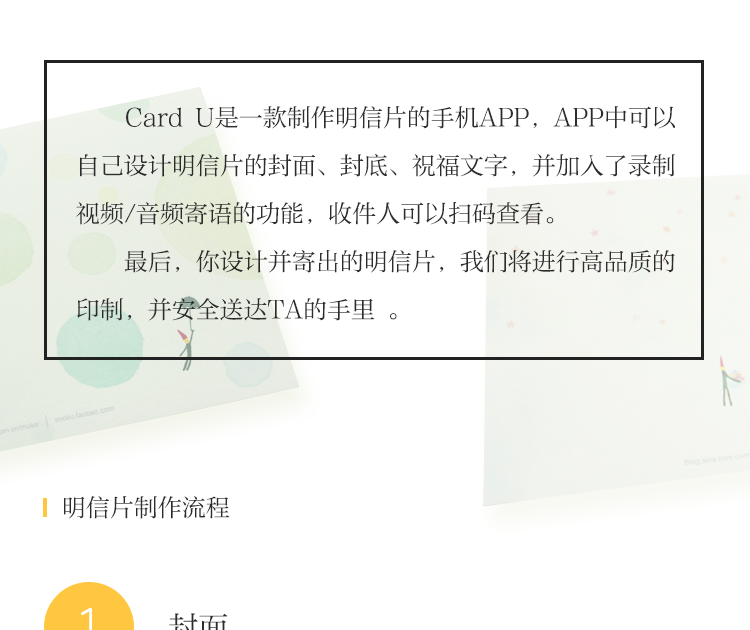 Card U是一款制作明信片的手机APP，APP中可以
自己设计明信片的封面、封底、祝福文字，并加入了录制
视频/音频寄语的功能，收件人可以扫码查看。
最后，你设计并寄出的明信片，我们将进行高品质的
印制，并安全送达TA的手里 。
明信片制作流程
1
封面